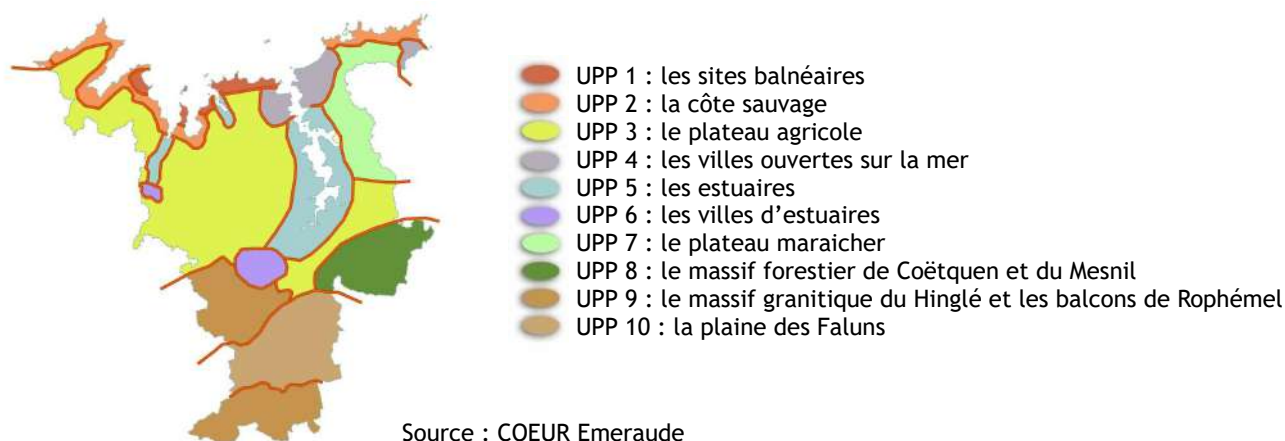 UPP 1 : les sites balnéaires
UPP 2 : la côte sauvage
UPP 3 : le plateau agricole
UPP 4 : les villes ouvertes sur la mer
UPP 5 : les estuaires
UPP 6 : les villes d’estuaires
UPP 7 : le plateau maraicher
UPP 8 : le massif forestier de Coëtquen et du Mesnil
UPP 9 : le massif granitique du Hinglé et les balcons de Rophémel
UPP 10 : la plaine des Faluns
Source : COEUR Emeraude